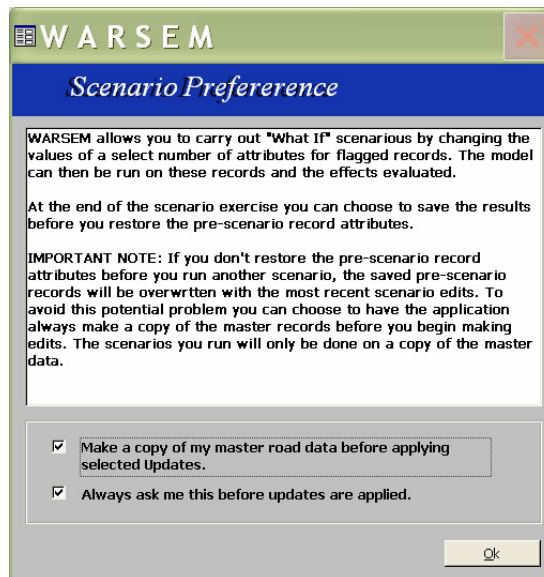 WARSEM
Scenario Prefererence
WARSEM allows you to carry out "What If" scenarious by changing the
values of a select number of attributes for flagged records. The model
can then be run on these records and the effects evaluated.
At the end of the scenario exercise you can choose to save the results
before you restore the pre-scenario record attributes.
IMPORTANT NOTE: If you don't restore the pre-scenario record
attributes before you run another scenario, the saved pre-scenario
records will be overwrtten with the most recent scenario edits. To
avoid this potential problem you can choose to have the application
always make a copy of the master records before you begin making
edits. The scenarios you run will only be done on a copy of the master
data.
Make a copy of my master road data before applying
selected Updates.
Always ask me this before updates are applied.
Ok